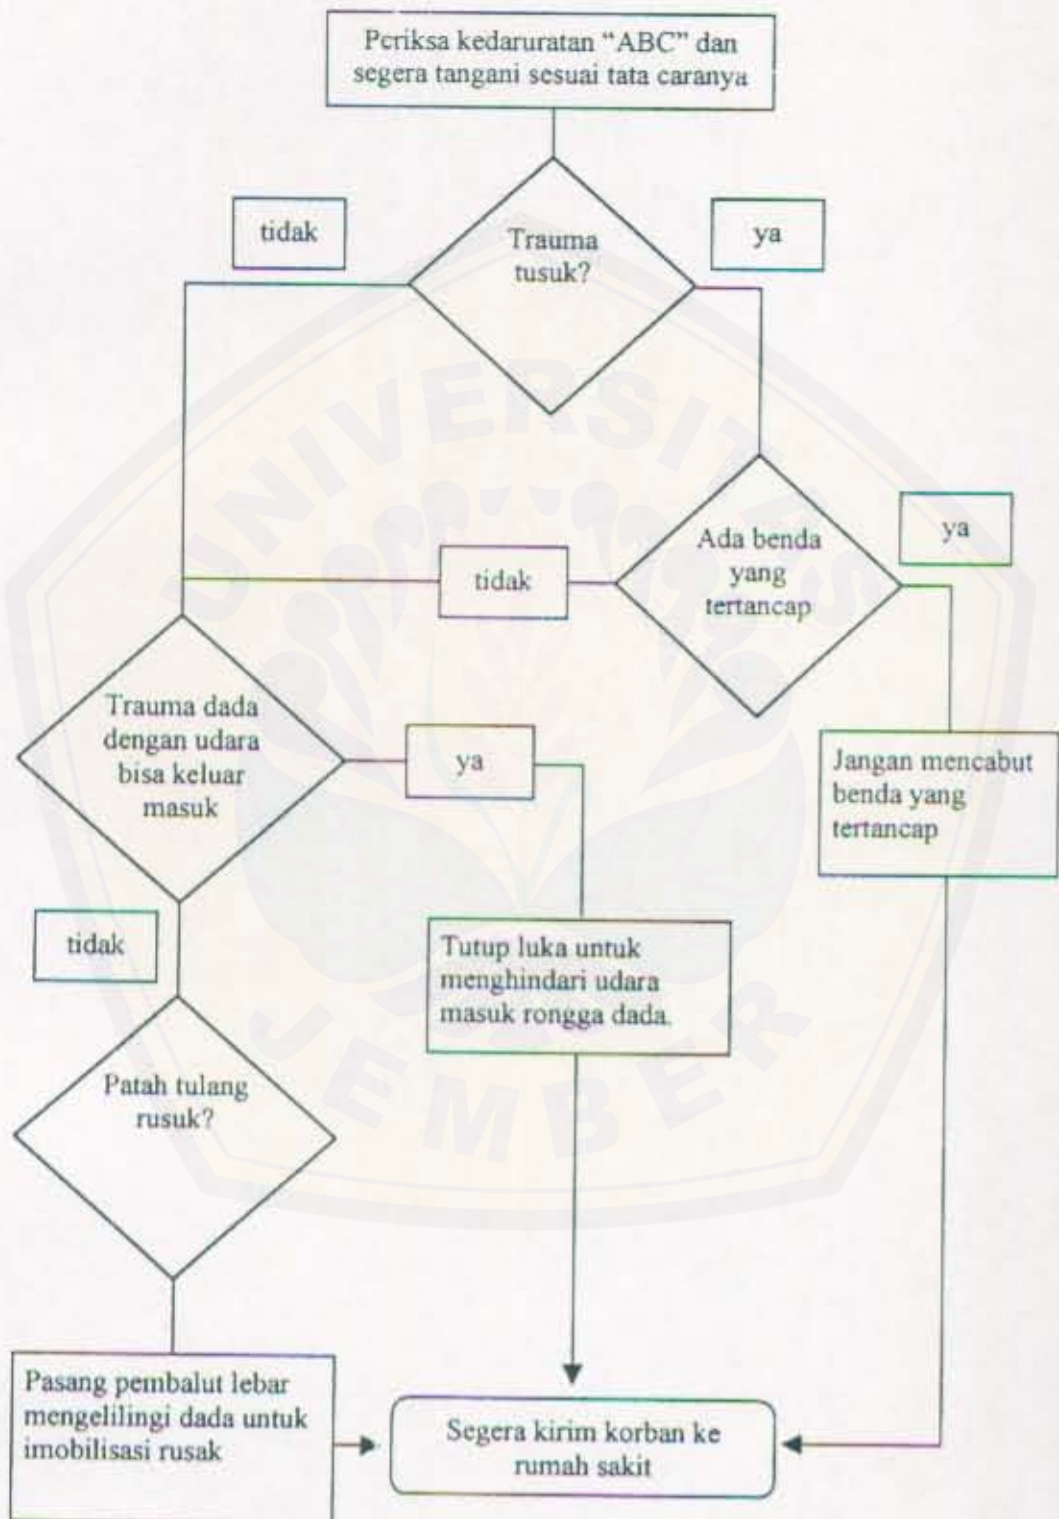 Periksa kedaruratan “ABC” dan
segera tangani sesuai tata caranya
tidak
Trauma
tusuk?
ya
tidak
Ada benda
yang
tertancap
ya
Trauma dada
dengan udara
bisa keluar
masuk
ya
Jangan mencabut
benda yang
tertancap
tidak
Tutup luka untuk
menghindari udara
masuk rongga dada.
Patah tulang
rusuk?
Pasang pembalut lebar
mengelilingi dada untuk
imobilisasi rusak
Segera kirim korban ke
rumah sakit
UNIVERSITAS
JEMBER